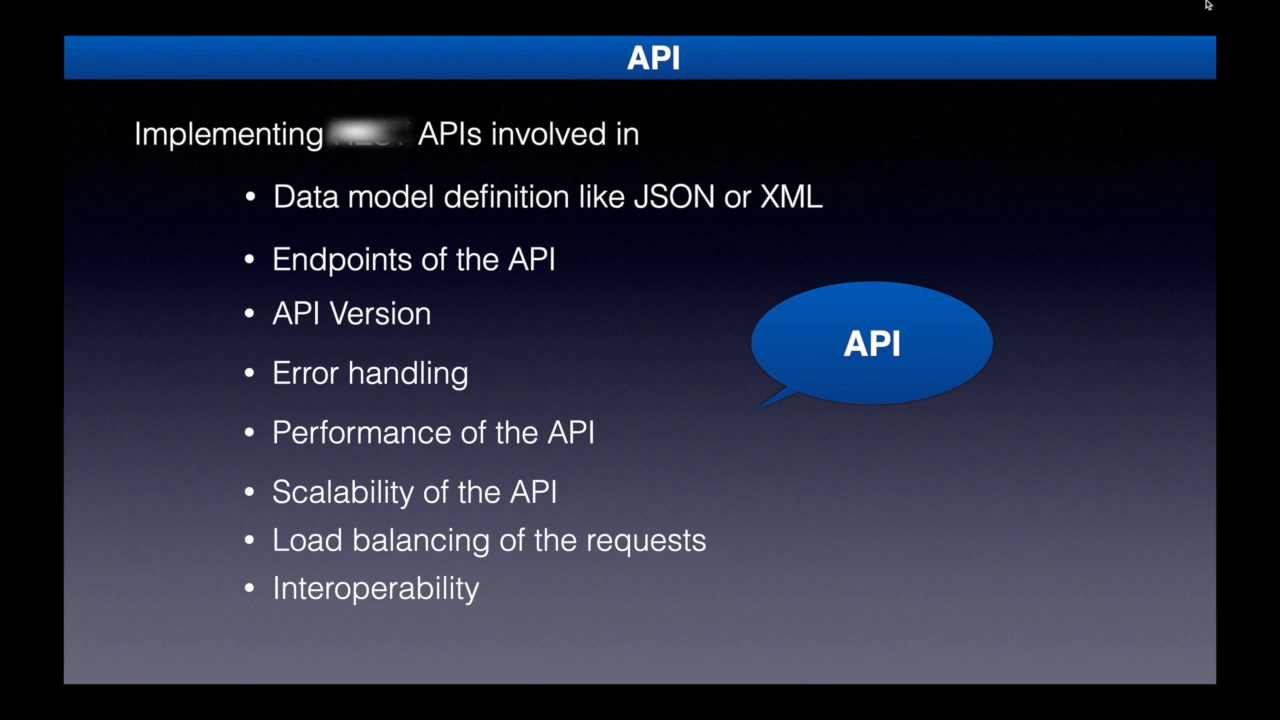 API
Implementing APIs involved in
• Data model definition like JSON or XML
• Endpoints of the API
• API Version
• Error handling
API
• Performance of the API
• Scalability of the API
• Load balancing of the requests
• Interoperability